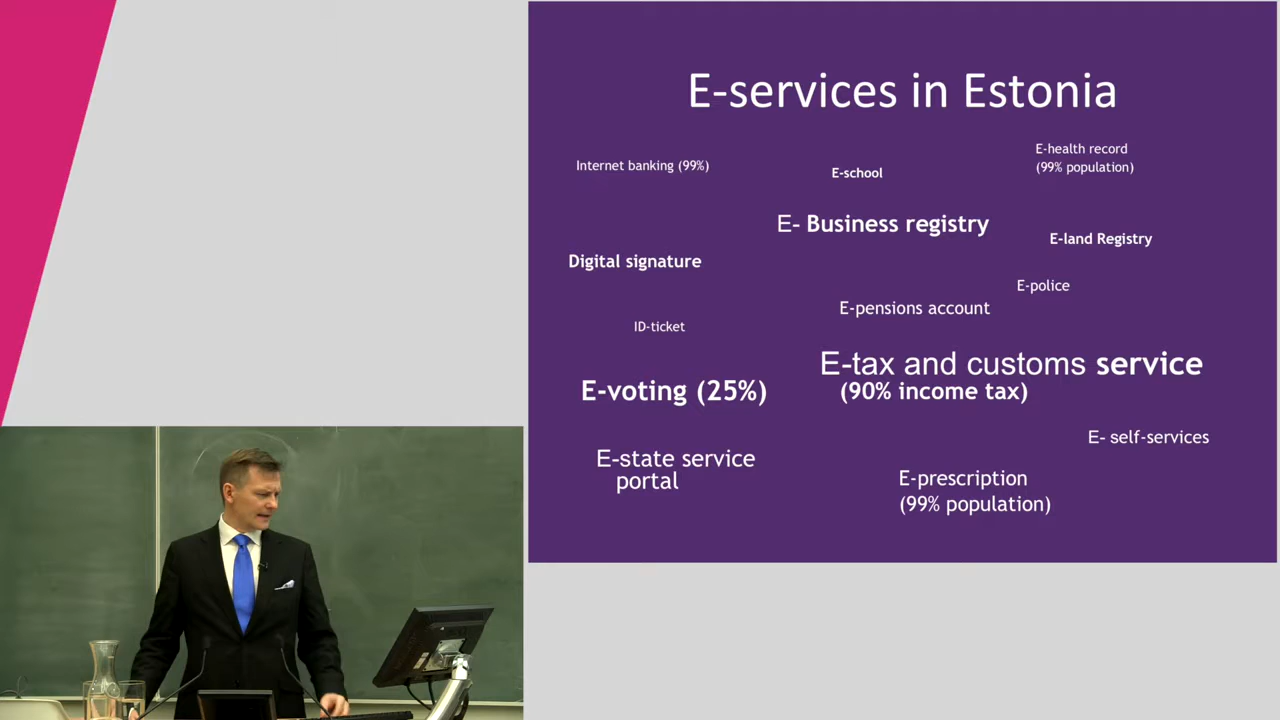 E-services in Estonia
Internet banking (99%)
E-school
E-health record
(99% population)
E- Business registry
E-land Registry
Digital signature
E-police
E-pensions account
ID-ticket
E-tax and customs service
(90% income tax)
E-voting (25%)
E- self-services
E-state service
portal
E-prescription
(99% population)